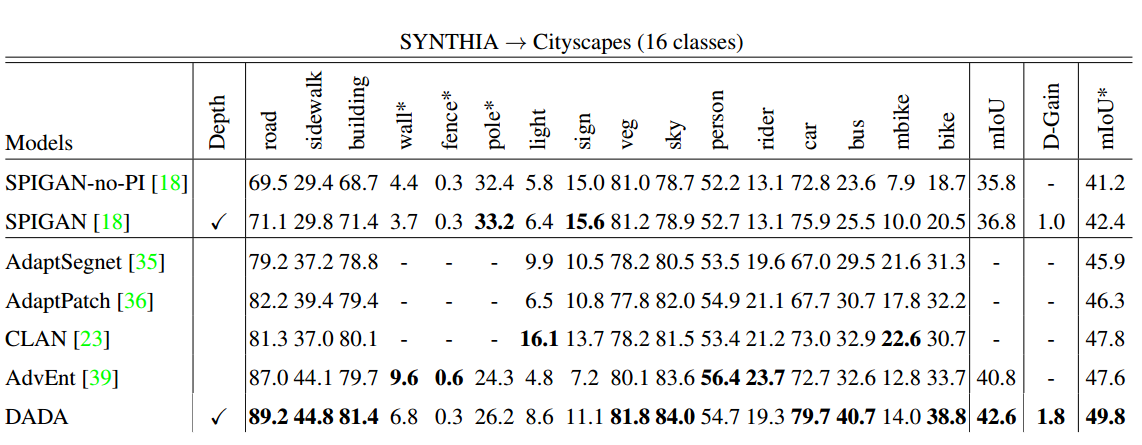 SYNTHIA → Cityscapes (16 classes)
Models Depth road sidewalk building wall* fence* pole* light sign veg sky person rider car bus mbike bike mIoU D-Gain mIoU*
SPIGAN-no-PI [18] 69.5 29.4 68.7 4.4 0.3 32.4 5.8 15.0 81.0 78.7 52.2 13.1 72.8 23.6 7.9 18.7 35.8 - 41.2
SPIGAN [18] ✓ 71.1 29.8 71.4 3.7 0.3 33.2 6.4 15.6 81.2 78.9 52.7 13.1 75.9 25.5 10.0 20.5 36.8 1.0 42.4
AdaptSegnet [35] 79.2 37.2 78.8 - - - 9.9 10.5 78.2 80.5 53.5 19.6 67.0 29.5 21.6 31.3 - - 45.9
AdaptPatch [36] 82.2 39.4 79.4 - - - 6.5 10.8 77.8 82.0 54.9 21.1 67.7 30.7 17.8 32.2 - - 46.3
CLAN [23] 81.3 37.0 80.1 - - - 16.1 13.7 78.2 81.5 53.4 21.2 73.0 32.9 22.6 30.7 - - 47.8
AdvEnt [39] 87.0 44.1 79.7 9.6 0.6 24.3 4.8 7.2 80.1 83.6 56.4 23.7 72.7 32.6 12.8 33.7 40.8 - 47.6
DADA ✓ 89.2 44.8 81.4 6.8 0.3 26.2 8.6 11.1 81.8 84.0 54.7 19.3 79.7 40.7 14.0 38.8 42.6 1.8 49.8